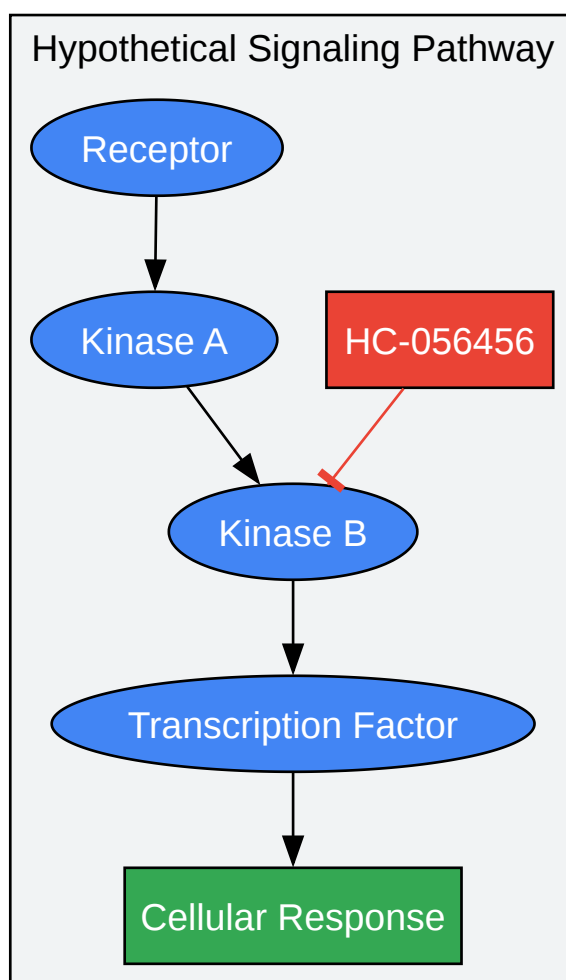 Hypothetical Signaling Pathway
Receptor
Kinase A
HC-056456
Kinase B
Transcription Factor
Cellular Response